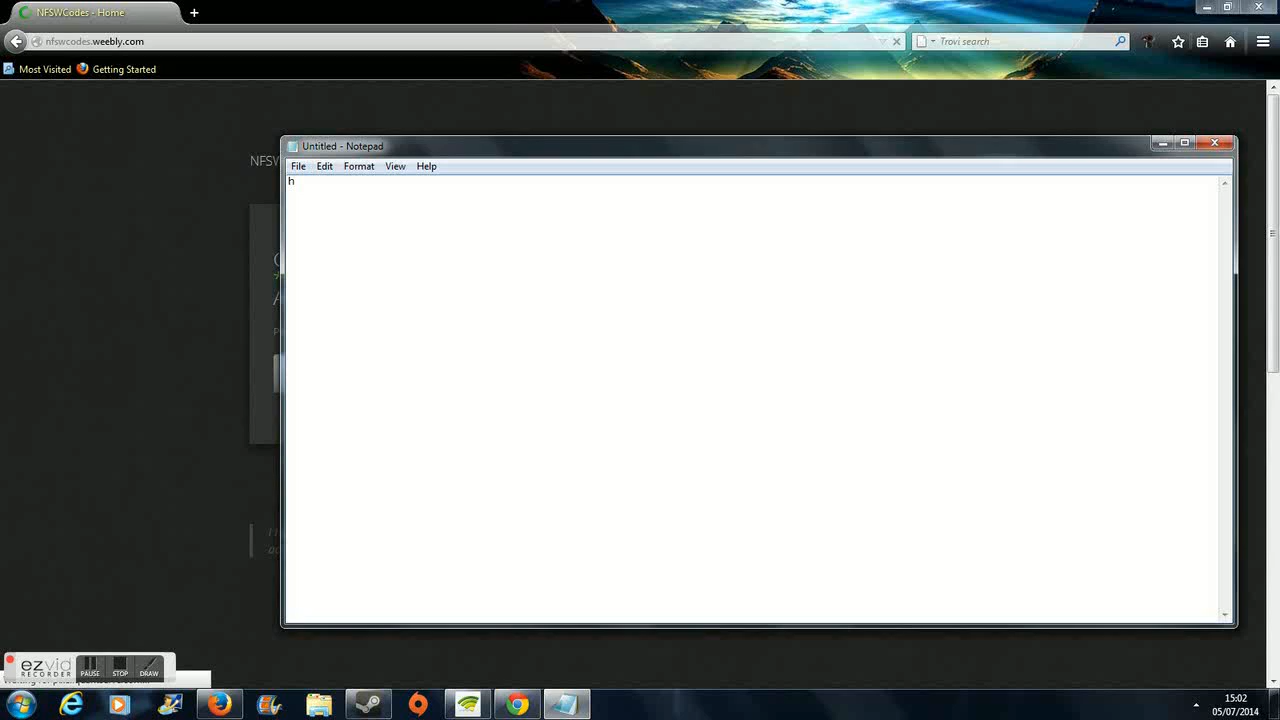 NFSWCodes - Home
nfswcodes.weebly.com
Trovi search
Most Visited
Getting Started
Untitled - Notepad
NFSW
File Edit Format View Help
h
ezvid
RECORDER
PAUSE STOP DRAW
15:02
05/07/2014